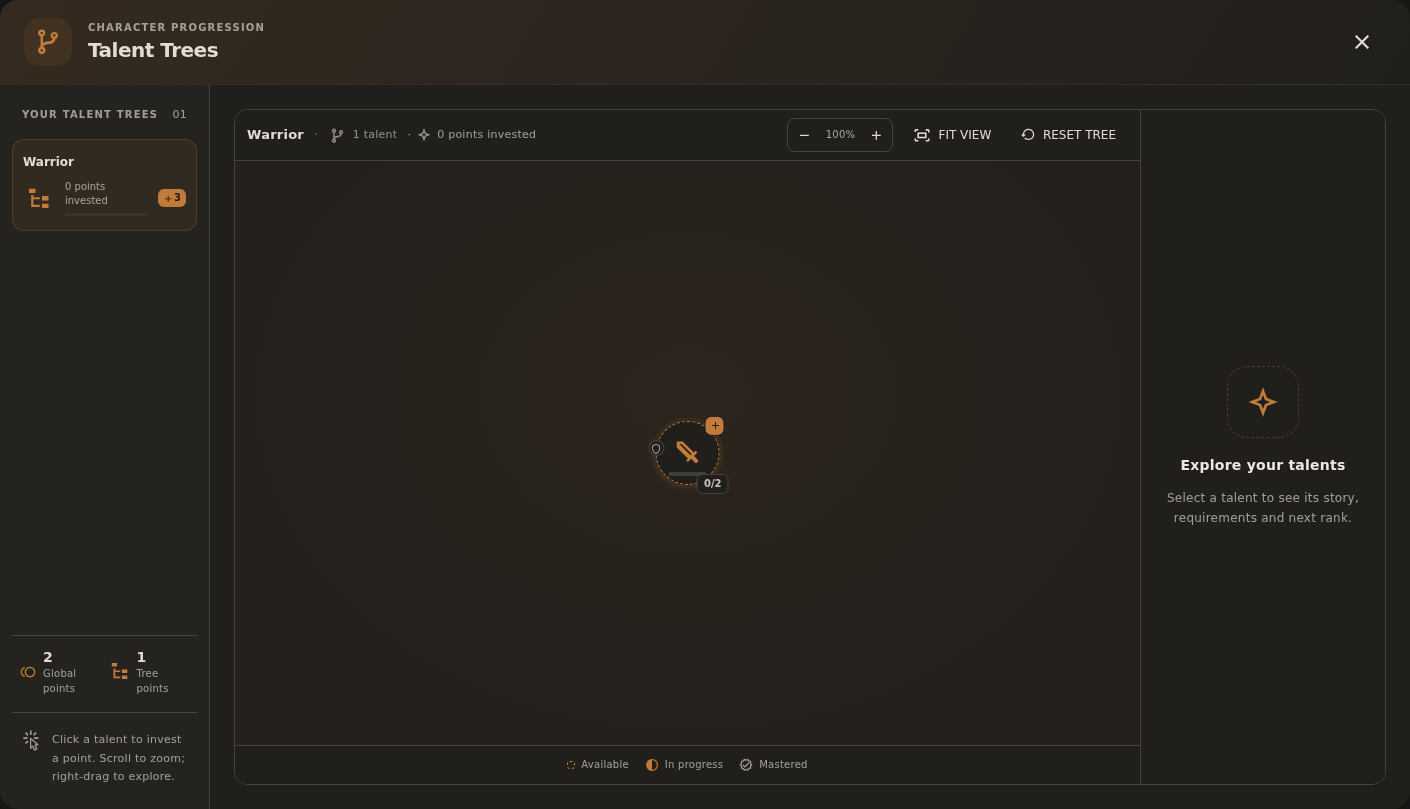 CHARACTER PROGRESSION
Talent Trees
YOUR TALENT TREES 01
Warrior
0 points
invested
+3
2
Global
points
1
Tree
points
Click a talent to invest
a point. Scroll to zoom;
right-drag to explore.
Warrior · 1 talent · 0 points invested
− 100% + FIT VIEW RESET TREE
+
0/2
Available In progress Mastered
Explore your talents
Select a talent to see its story,
requirements and next rank.